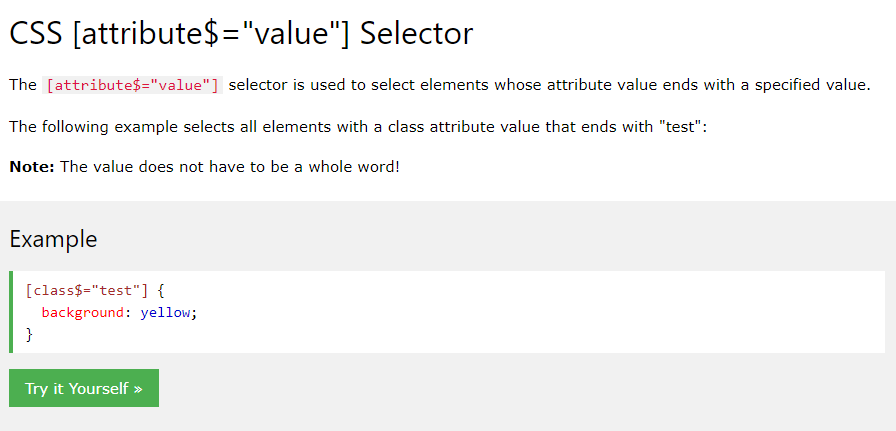 CSS [attribute$="value"] Selector
The [attribute$="value"] selector is used to select elements whose attribute value ends with a specified value.
The following example selects all elements with a class attribute value that ends with "test":
Note: The value does not have to be a whole word!
Example
[class$="test"] {
  background: yellow;
}
Try it Yourself »